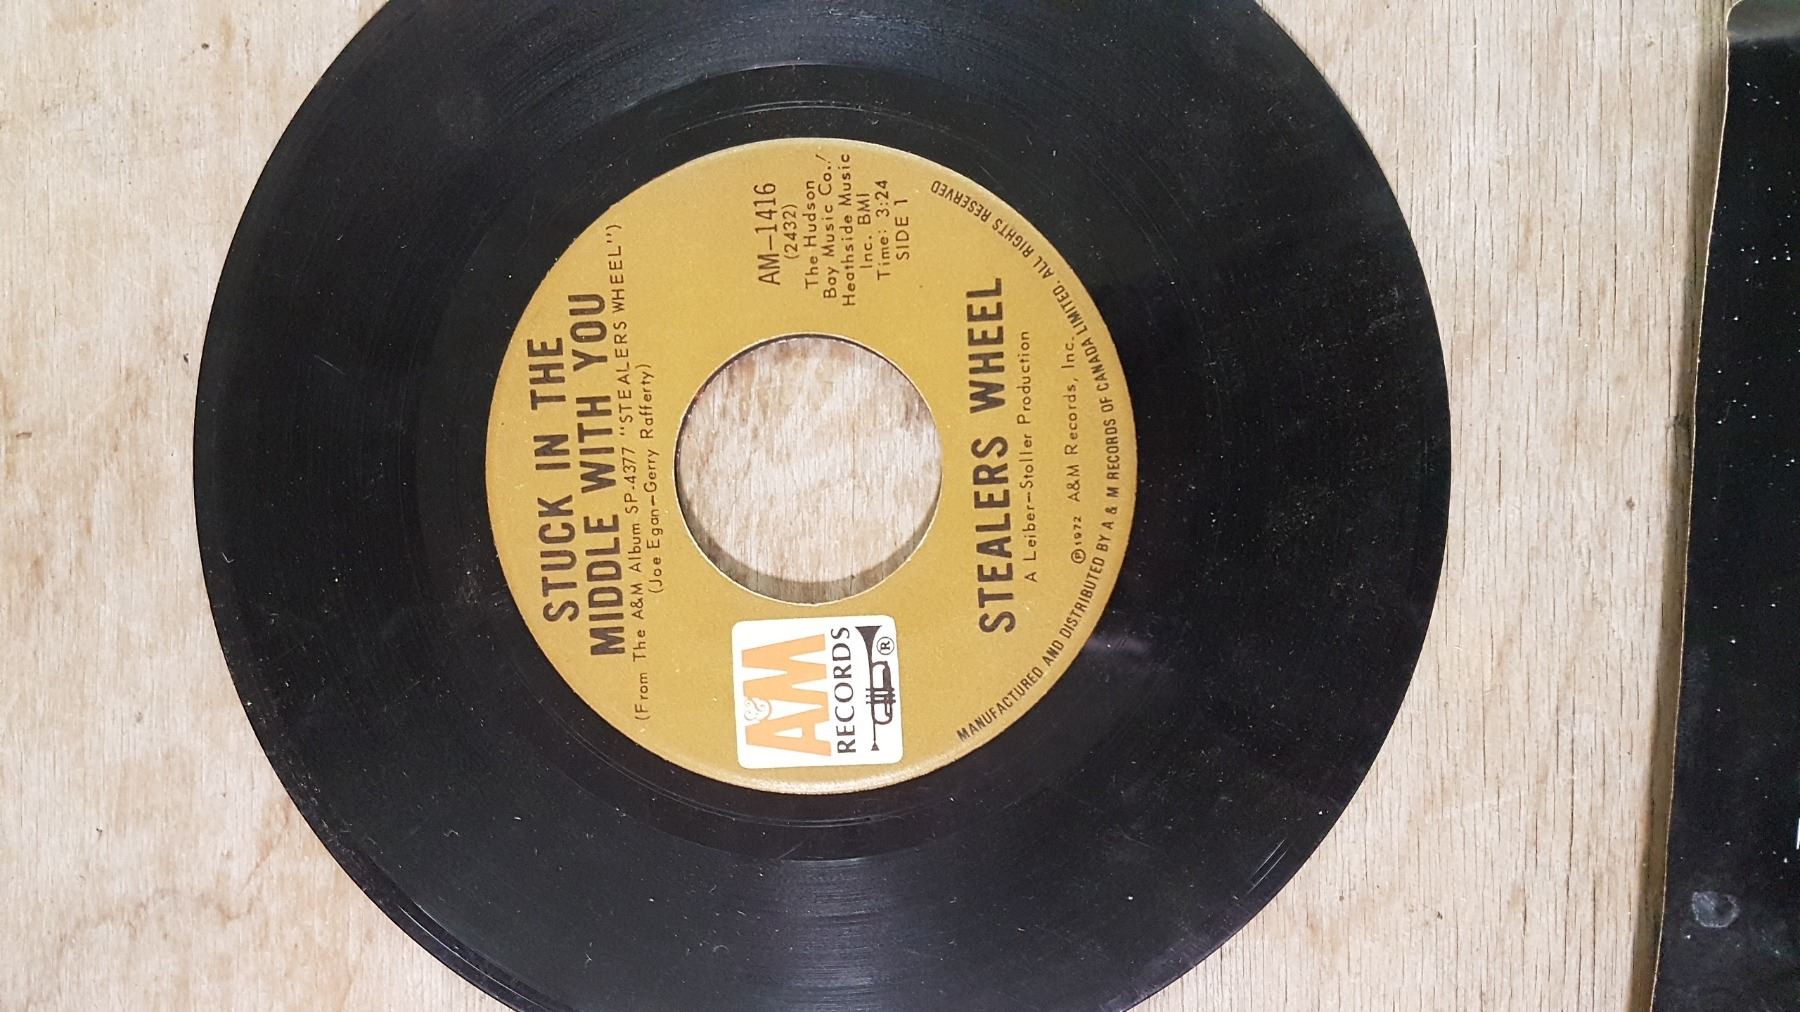 STUCK IN THE
MIDDLE WITH YOU
(From The A&M Album SP-4377 "STEALERS WHEEL")
(Joe Egan—Gerry Rafferty)
A&M
RECORDS
®
AM—1416
(2432)
The Hudson
Bay Music Co./
Heathside Music
Inc. BMI
Time: 3:24
SIDE 1
STEALERS WHEEL
A Leiber—Stoller Production
℗1972 A&M Records, Inc.
MANUFACTURED AND DISTRIBUTED BY A & M RECORDS OF CANADA LIMITED. ALL RIGHTS RESERVED